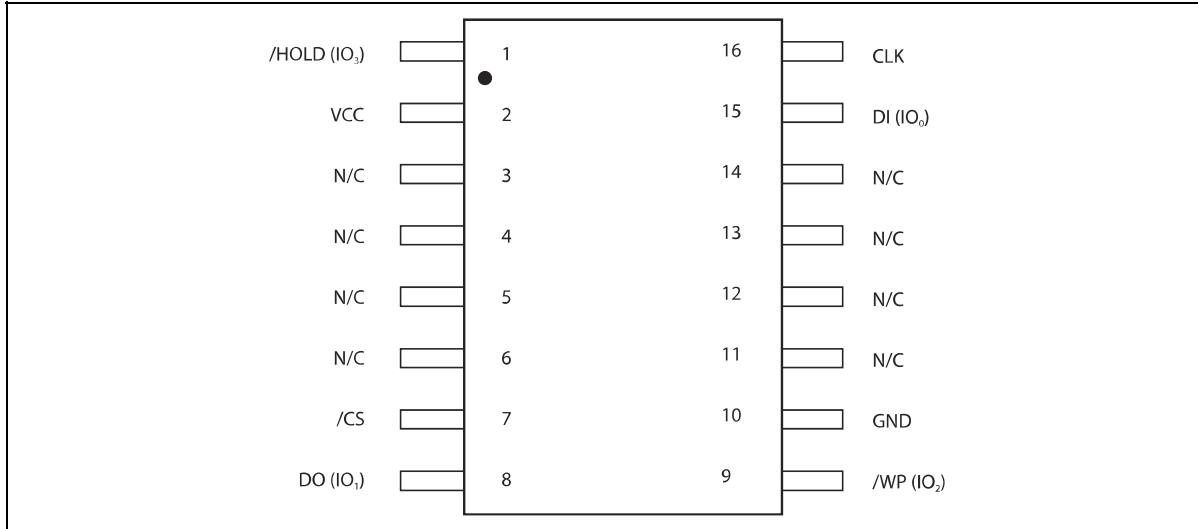 /HOLD (IO₃) 1 16 CLK
VCC 2 15 DI (IO₀)
N/C 3 14 N/C
N/C 4 13 N/C
N/C 5 12 N/C
N/C 6 11 N/C
/CS 7 10 GND
DO (IO₁) 8 9 /WP (IO₂)